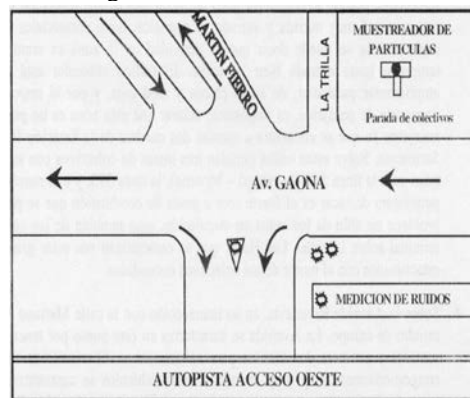 MARTIN FIERRO
LA TRILLA
MUESTREADOR DE
PARTICULAS
Parada de colectivos
Av. GAONA
MEDICION DE RUIDOS
AUTOPISTA ACCESO OESTE